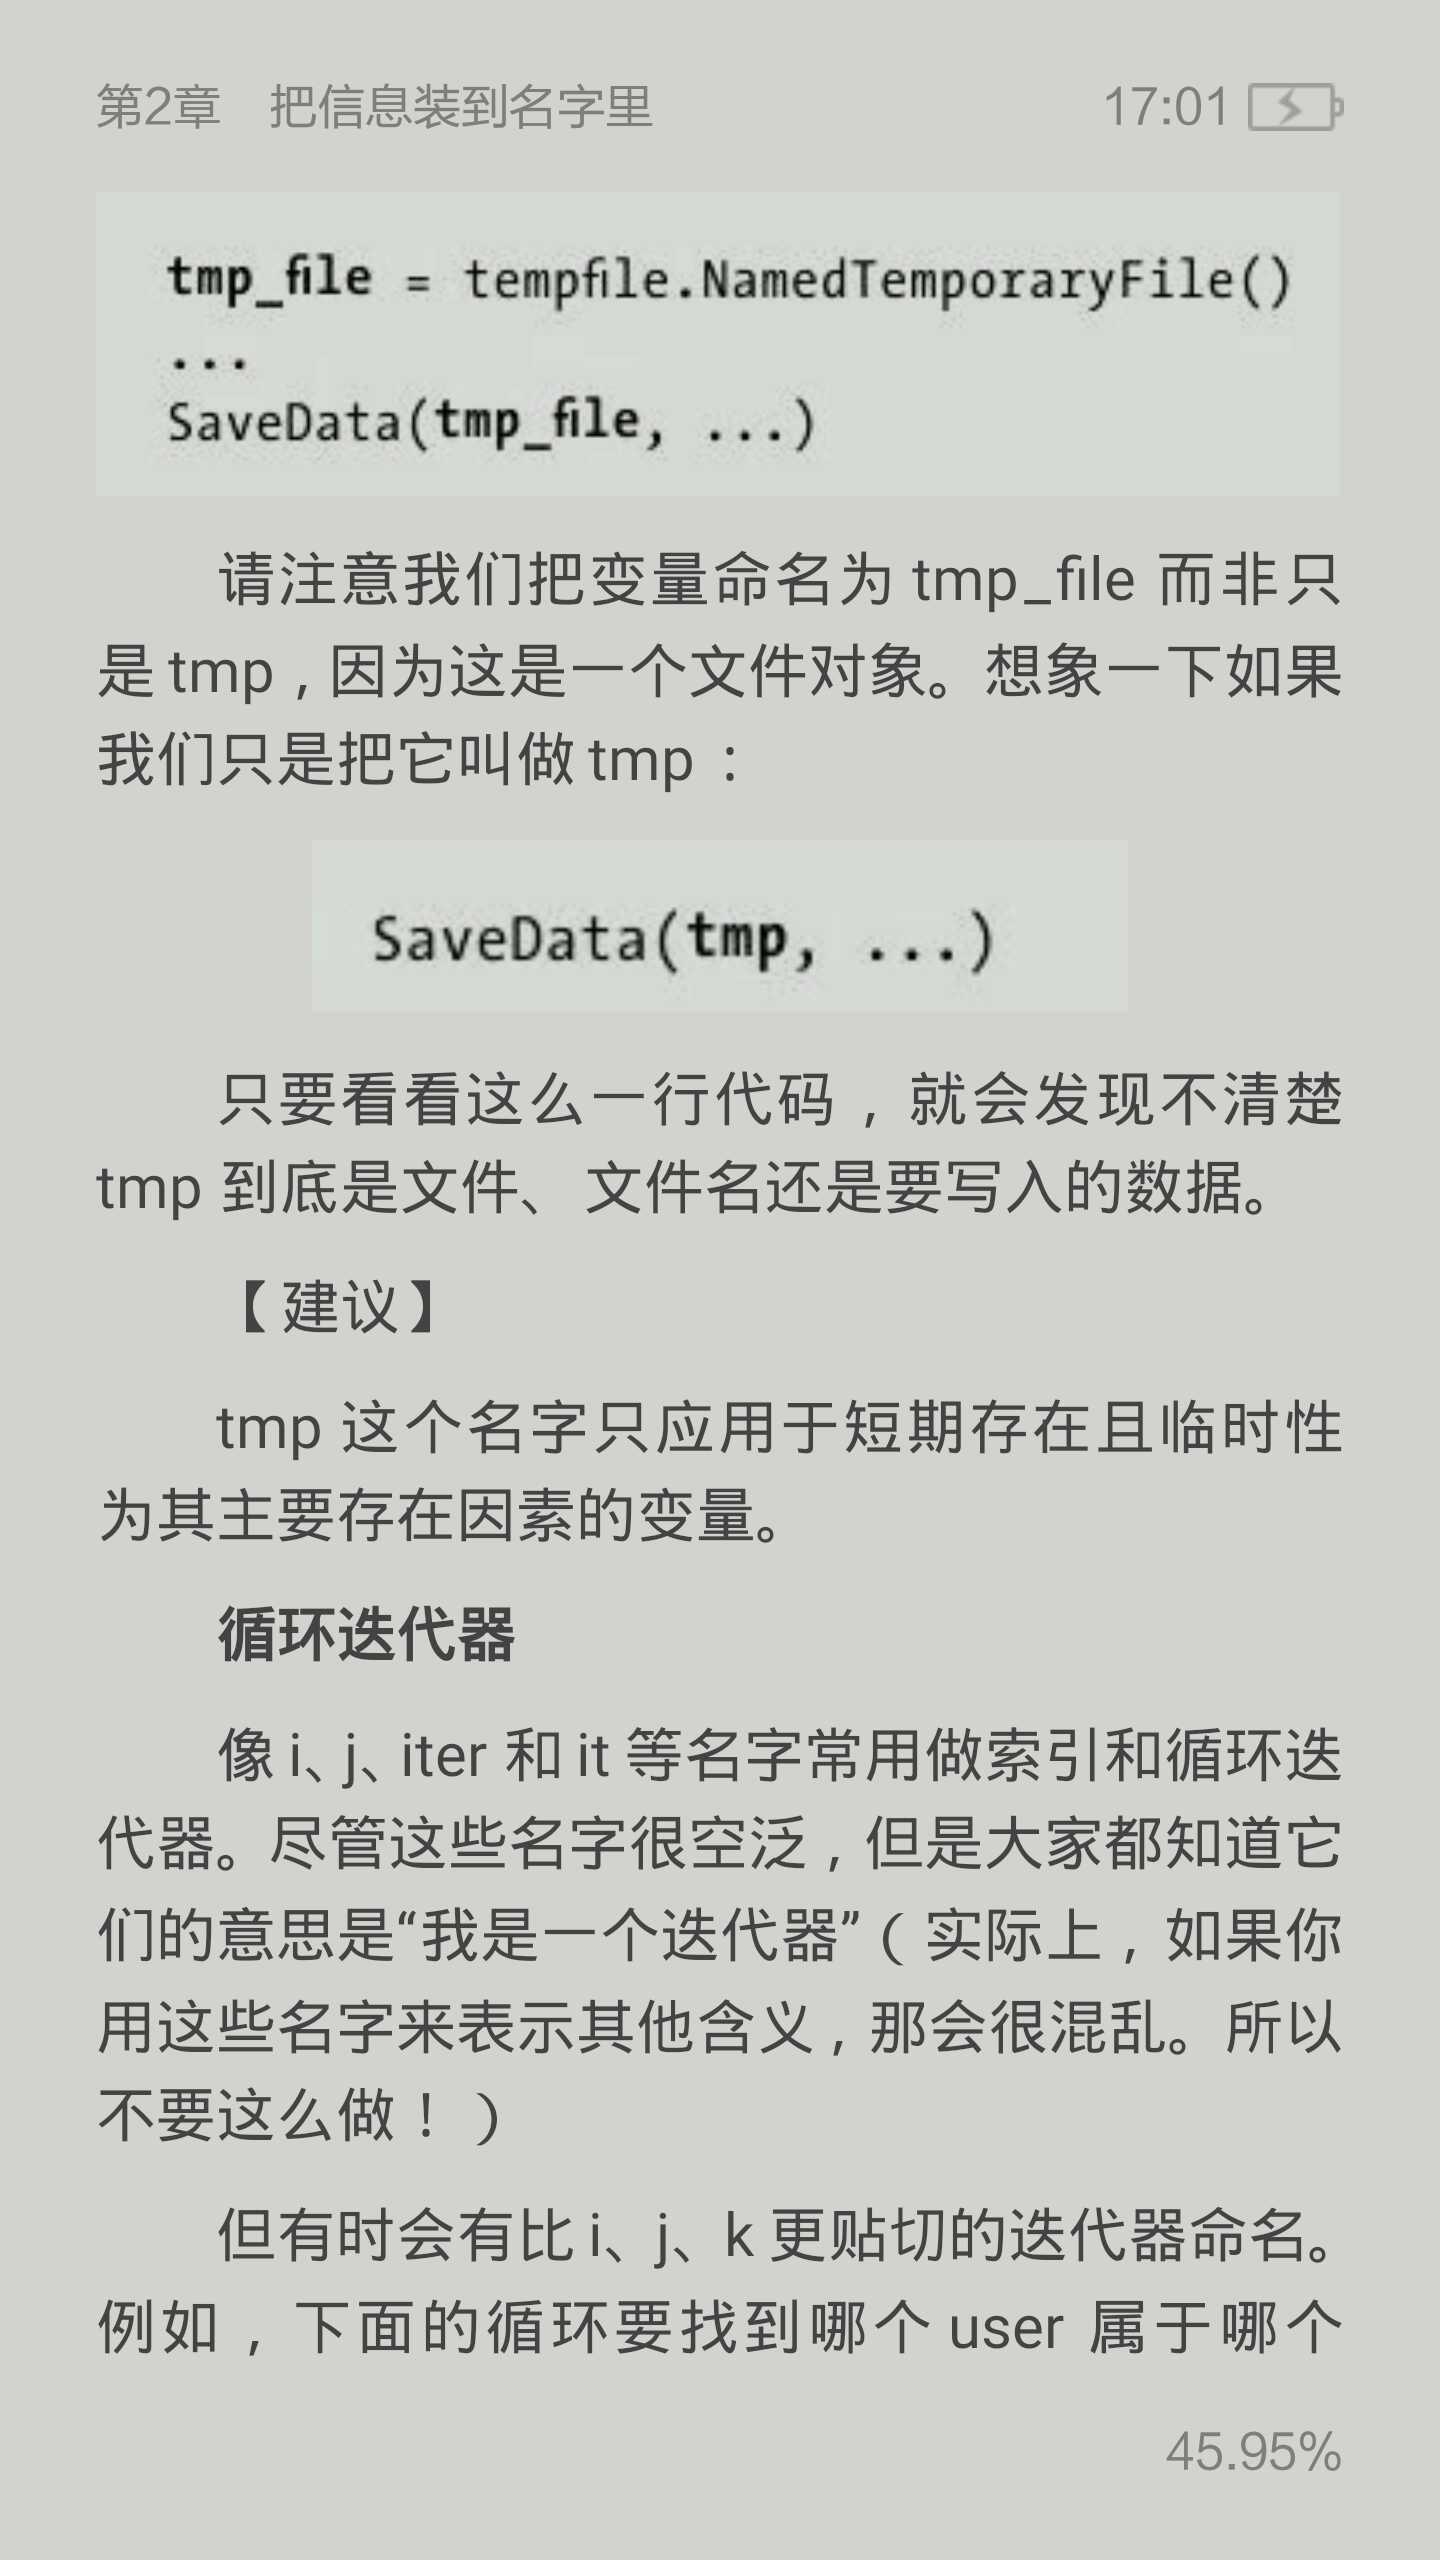 第2章　把信息装到名字里
17:01
tmp_file = tempfile.NamedTemporaryFile()
...
SaveData(tmp_file, ...)
请注意我们把变量命名为 tmp_file 而非只
是 tmp，因为这是一个文件对象。想象一下如果
我们只是把它叫做 tmp：
SaveData(tmp, ...)
只要看看这么一行代码，就会发现不清楚
tmp 到底是文件、文件名还是要写入的数据。
【建议】
tmp 这个名字只应用于短期存在且临时性
为其主要存在因素的变量。
循环迭代器
像 i、j、iter 和 it 等名字常用做索引和循环迭
代器。尽管这些名字很空泛，但是大家都知道它
们的意思是“我是一个迭代器”（实际上，如果你
用这些名字来表示其他含义，那会很混乱。所以
不要这么做！）
但有时会有比 i、j、k 更贴切的迭代器命名。
例如，下面的循环要找到哪个 user 属于哪个
45.95%